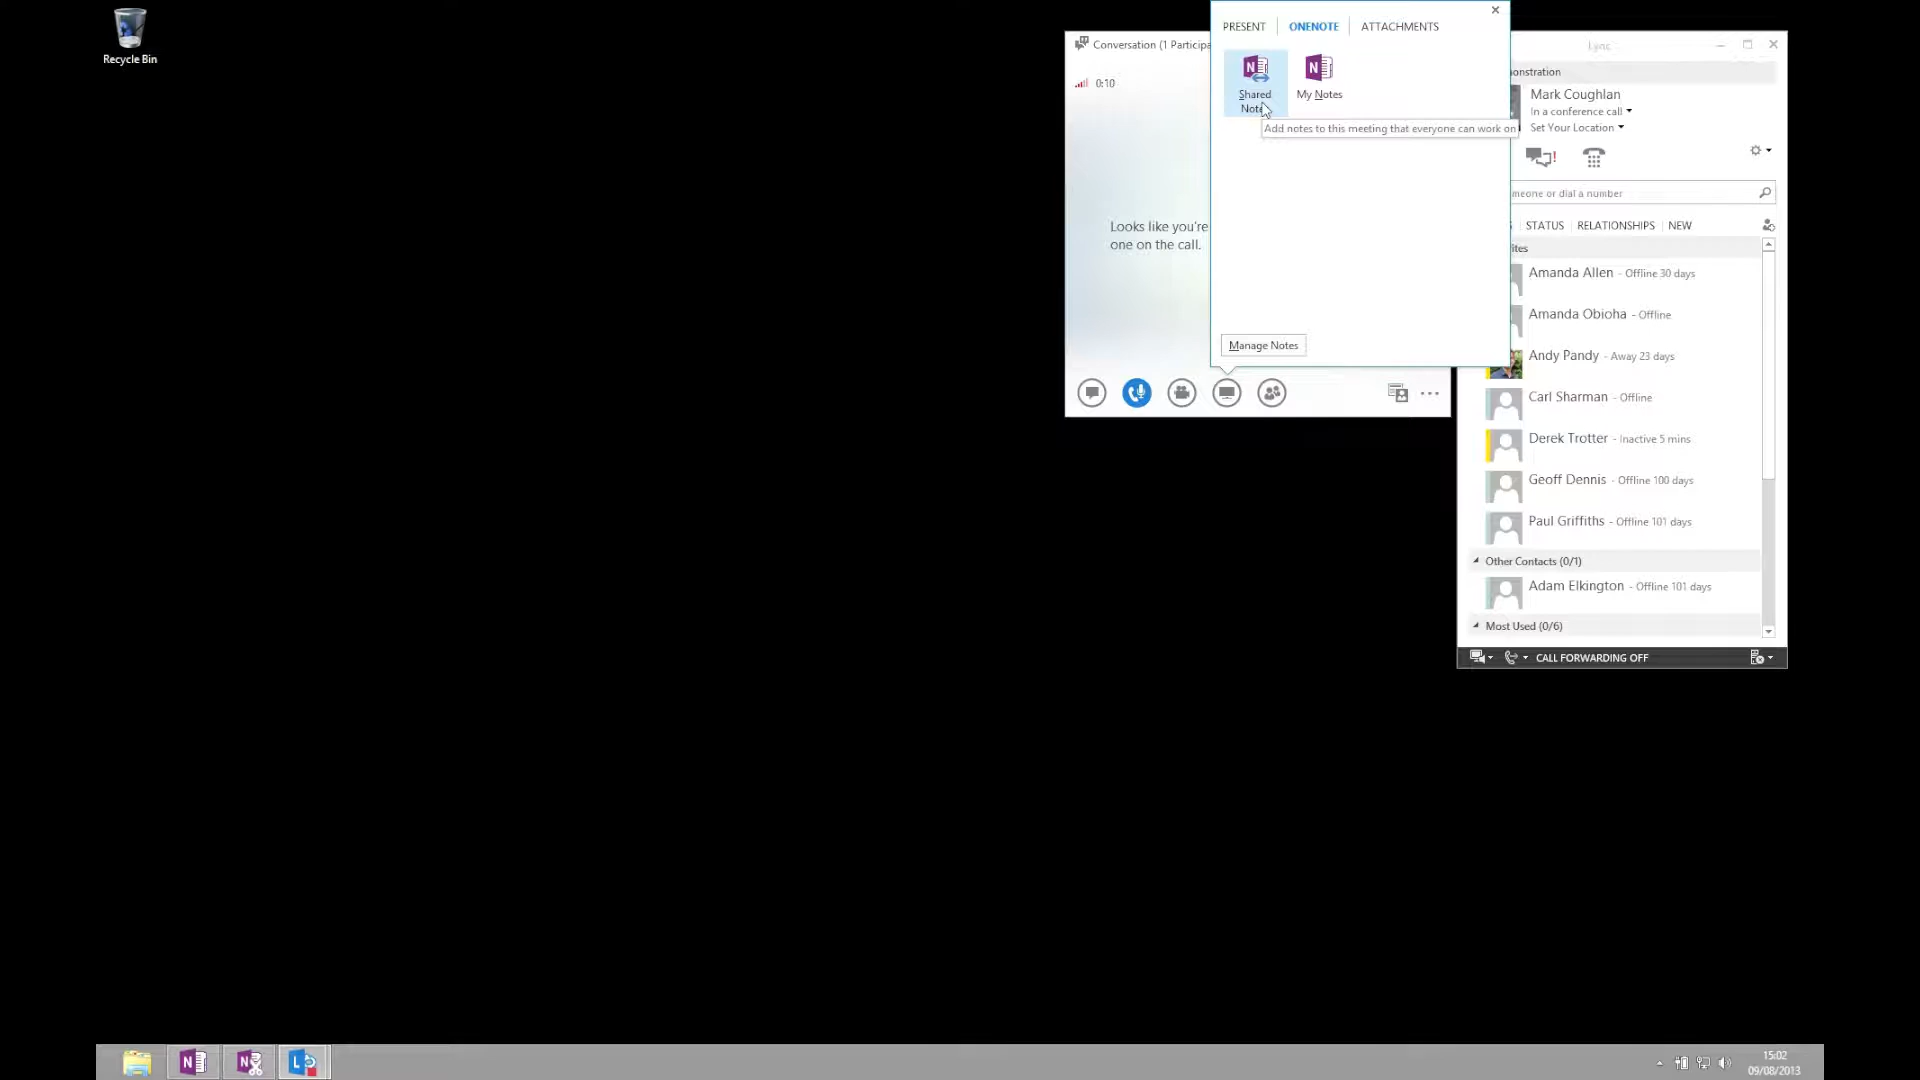 Recycle Bin
Conversation (1 Participa
0:10
Looks like you're
one on the call.
PRESENT
ONENOTE
ATTACHMENTS
Shared
Not
My Notes
Add notes to this meeting that everyone can work on
Manage Notes
Lync
onstration
Mark Coughlan
In a conference call
Set Your Location
meone or dial a number
STATUS
RELATIONSHIPS
NEW
ites
Amanda Allen - Offline 30 days
Amanda Obioha - Offline
Andy Pandy - Away 23 days
Carl Sharman - Offline
Derek Trotter - Inactive 5 mins
Geoff Dennis - Offline 100 days
Paul Griffiths - Offline 101 days
Other Contacts (0/1)
Adam Elkington - Offline 101 days
Most Used (0/6)
CALL FORWARDING OFF
15:02
09/08/2013